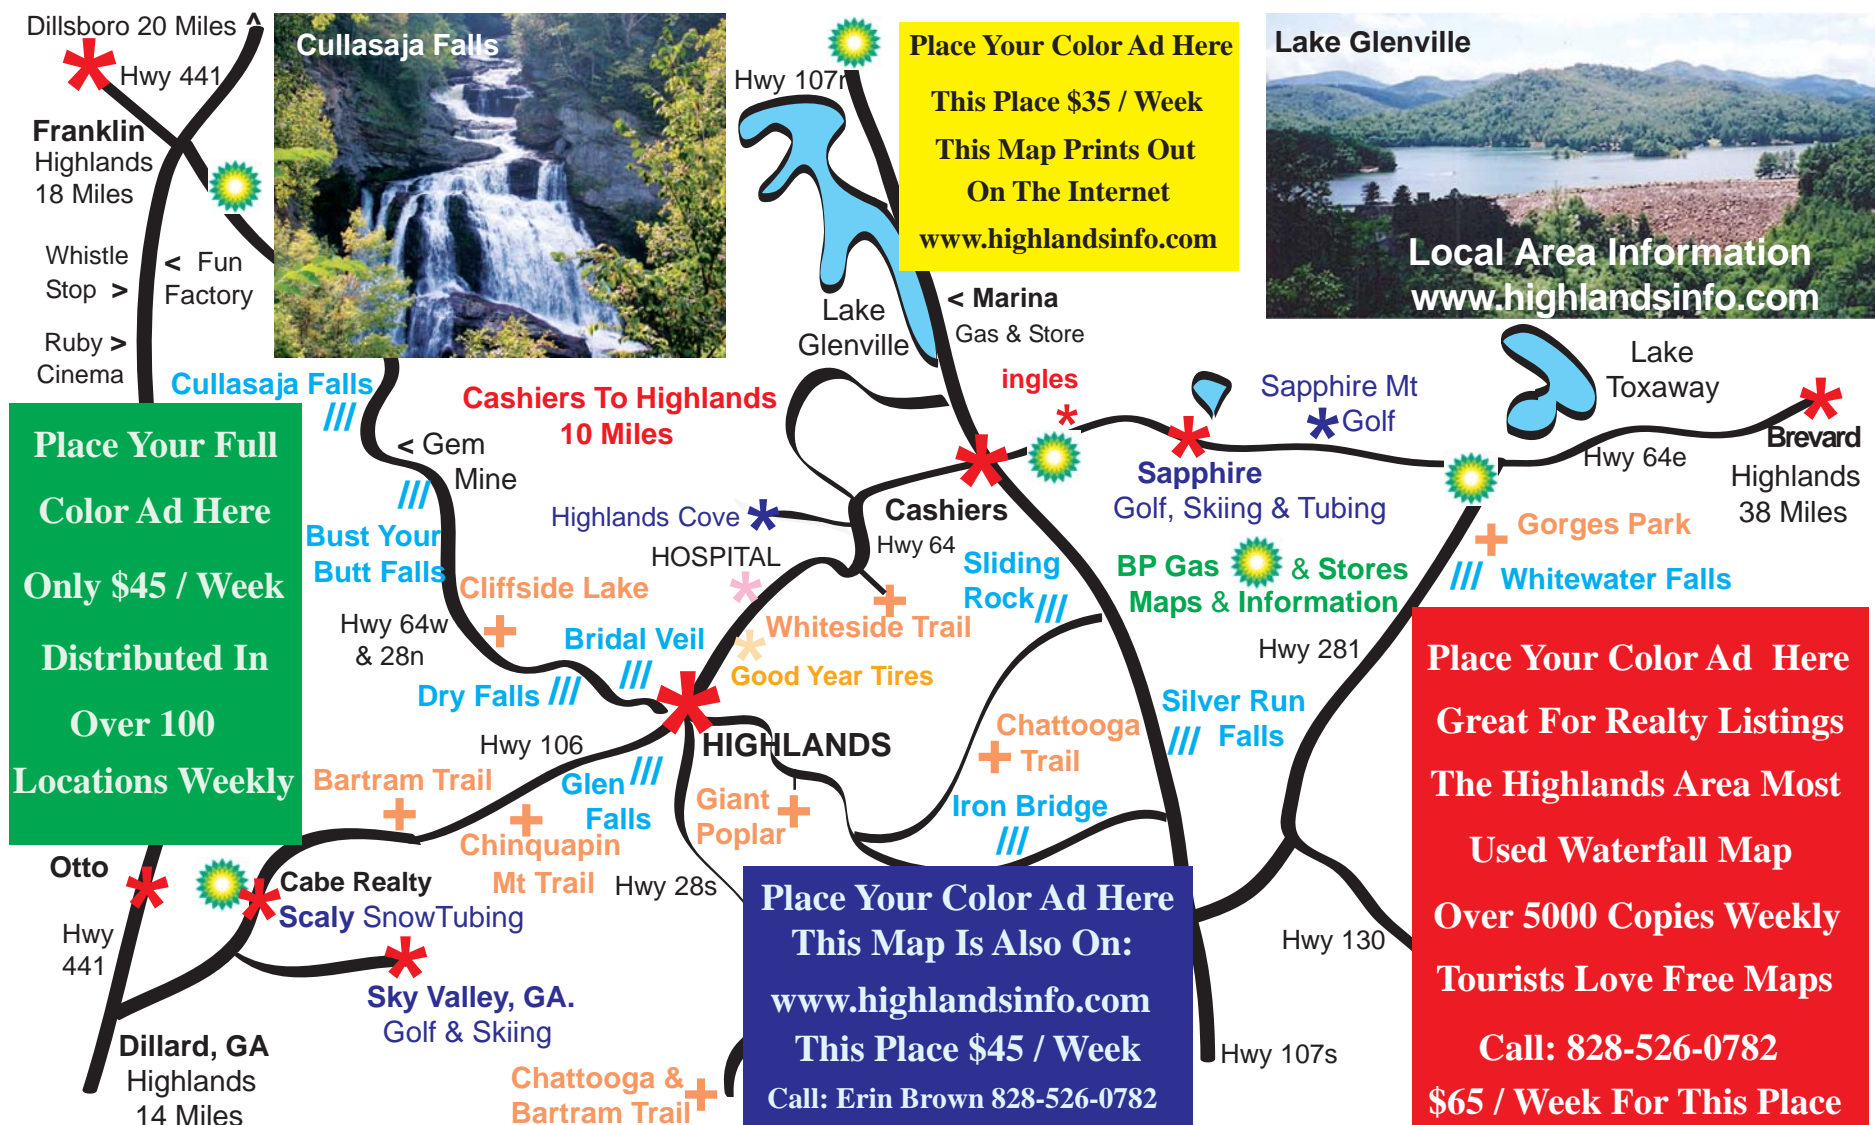 Dillsboro 20 Miles ^
Hwy 441
Franklin
Highlands
18 Miles
Whistle
Stop >
< Fun
Factory
Ruby >
Cinema
Cullasaja Falls
Hwy 107n
Place Your Color Ad Here
This Place $35 / Week
This Map Prints Out
On The Internet
www.highlandsinfo.com
Lake Glenville
Local Area Information
www.highlandsinfo.com
Lake
Glenville
< Marina
Gas & Store
ingles
Cullasaja Falls
///
Cashiers To Highlands
10 Miles
< Gem
Mine
///
Bust Your
Butt Falls
Sapphire Mt
Golf
Lake
Toxaway
Brevard
Highlands
38 Miles
Hwy 64e
Sapphire
Golf, Skiing & Tubing
Cashiers
Hwy 64
Highlands Cove
HOSPITAL
Sliding
Rock ///
BP Gas & Stores
Maps & Information
Gorges Park
/// Whitewater Falls
Place Your Full
Color Ad Here
Only $45 / Week
Distributed In
Over 100
Locations Weekly
Cliffside Lake
Hwy 64w
& 28n
Bridal Veil
///
Dry Falls ///
Whiteside Trail
Good Year Tires
Hwy 281
Silver Run
/// Falls
HIGHLANDS
Chattooga
Trail
Hwy 106
Bartram Trail
Glen ///
Falls
Giant
Poplar
Iron Bridge
///
Chinquapin
Mt Trail
Hwy 28s
Otto
Cabe Realty
Scaly SnowTubing
Hwy
441
Sky Valley, GA.
Golf & Skiing
Dillard, GA
Highlands
14 Miles
Chattooga &
Bartram Trail
Place Your Color Ad Here
This Map Is Also On:
www.highlandsinfo.com
This Place $45 / Week
Call: Erin Brown 828-526-0782
Hwy 130
Hwy 107s
Place Your Color Ad Here
Great For Realty Listings
The Highlands Area Most
Used Waterfall Map
Over 5000 Copies Weekly
Tourists Love Free Maps
Call: 828-526-0782
$65 / Week For This Place